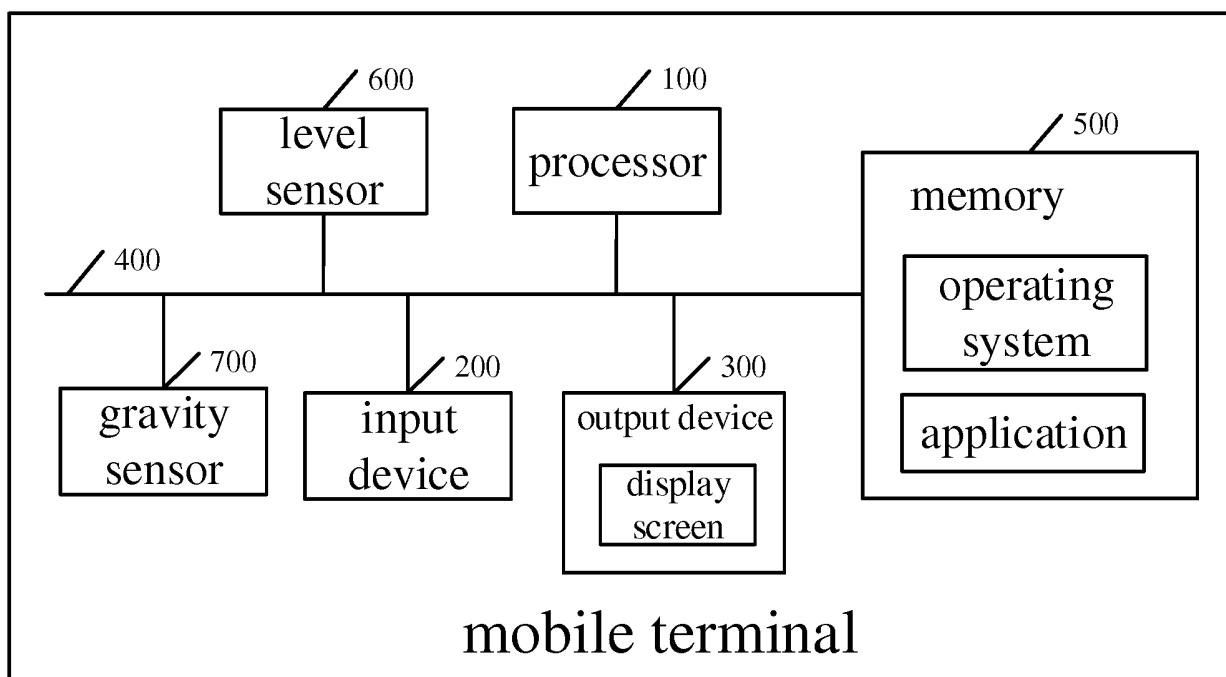 600
level
sensor
100
processor
500
memory
operating
system
application
400
700
gravity
sensor
200
input
device
300
output device
display
screen
mobile terminal